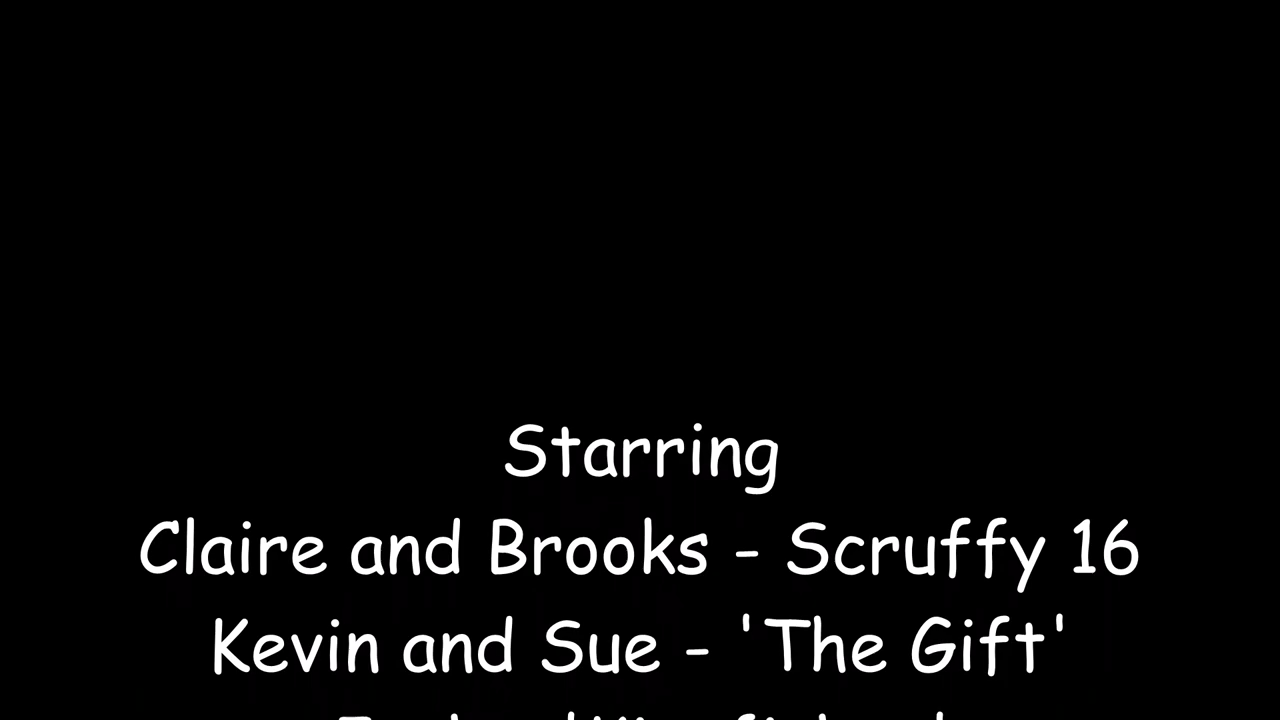 Starring
Claire and Brooks - Scruffy 16
Kevin and Sue - 'The Gift'